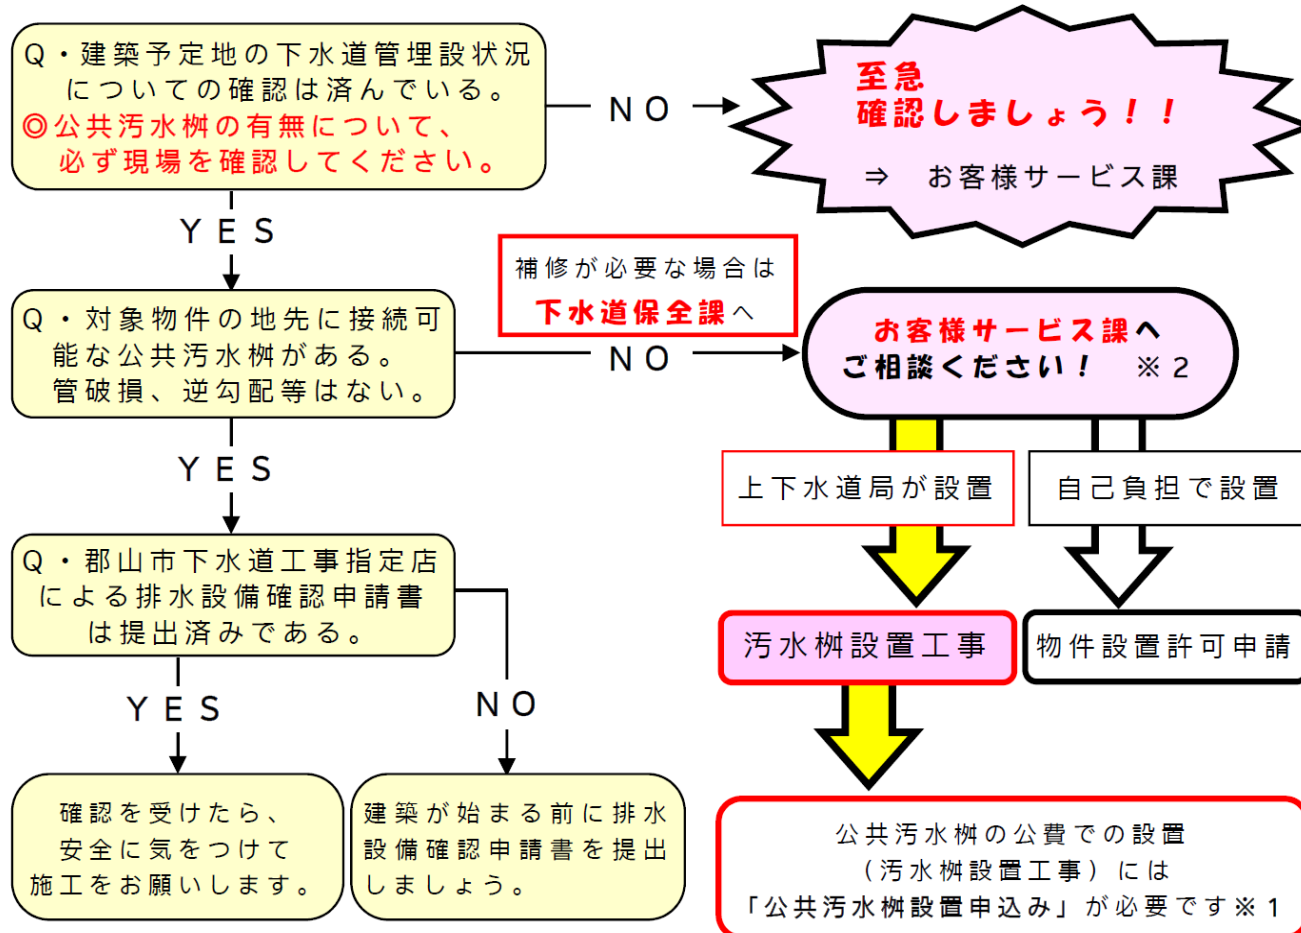 Q・建築予定地の下水道管埋設状況
についての確認は済んでいる。
◎公共汚水桝の有無について、
必ず現場を確認してください。
NO
至急
確認しましょう!!
⇒ お客様サービス課
YES
補修が必要な場合は
下水道保全課へ
Q・対象物件の地先に接続可
能な公共汚水桝がある。
管破損、逆勾配等はない。
NO
お客様サービス課へ
ご相談ください! ※2
YES
上下水道局が設置
自己負担で設置
Q・郡山市下水道工事指定店
による排水設備確認申請書
は提出済みである。
汚水桝設置工事
物件設置許可申請
YES
NO
確認を受けたら、
安全に気をつけて
施工をお願いします。
建築が始まる前に排水
設備確認申請書を提出
しましょう。
公共汚水桝の公費での設置
(汚水桝設置工事)には
「公共汚水桝設置申込み」が必要です※1